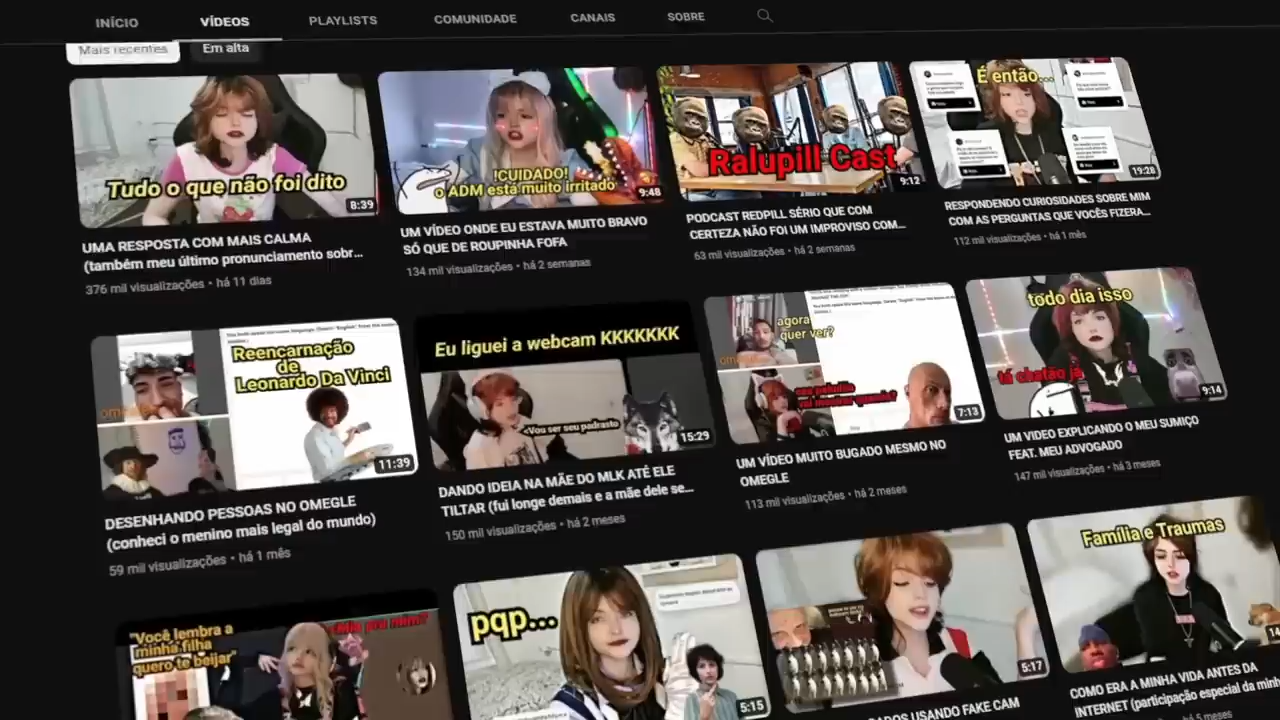 INÍCIO
VÍDEOS
PLAYLISTS
COMUNIDADE
CANAIS
SOBRE
Mais recentes
Em alta
Tudo o que não foi dito
8:39
!CUIDADO!
o ADM está muito irritado
9:48
Ralupill Cast
9:12
É então...
19:28
UMA RESPOSTA COM MAIS CALMA
(também meu último pronunciamento sobr...
376 mil visualizações • há 11 dias
UM VÍDEO ONDE EU ESTAVA MUITO BRAVO
SÓ QUE DE ROUPINHA FOFA
134 mil visualizações • há 2 semanas
PODCAST REDPILL SÉRIO QUE COM
CERTEZA NÃO FOI UM IMPROVISO COM...
63 mil visualizações • há 2 semanas
RESPONDENDO CURIOSIDADES SOBRE MIM
COM AS PERGUNTAS QUE VOCÊS FIZERA...
112 mil visualizações • há 1 mês
Reencarnação
de
Leonardo Da Vinci
11:39
Eu liguei a webcam KKKKKKK
<Vou ser seu padrasto
15:29
agora
quer ver?
7:13
todo dia isso
tá chatão já
9:14
DESENHANDO PESSOAS NO OMEGLE
(conheci o menino mais legal do mundo)
59 mil visualizações • há 1 mês
DANDO IDEIA NA MÃE DO MLK ATÉ ELE
TILTAR (fui longe demais e a mãe dele se...
150 mil visualizações • há 2 meses
UM VÍDEO MUITO BUGADO MESMO NO
OMEGLE
113 mil visualizações • há 2 meses
UM VIDEO EXPLICANDO O MEU SUMIÇO
FEAT. MEU ADVOGADO
147 mil visualizações • há 3 meses
"Você lembra a
minha filha
quero te beijar"
<Mia pra mim?
pqp...
5:15
5:17
Família e Traumas
14
USANDO FAKE CAM
COMO ERA A MINHA VIDA ANTES DA
INTERNET (participação especial da minh
há 5 meses